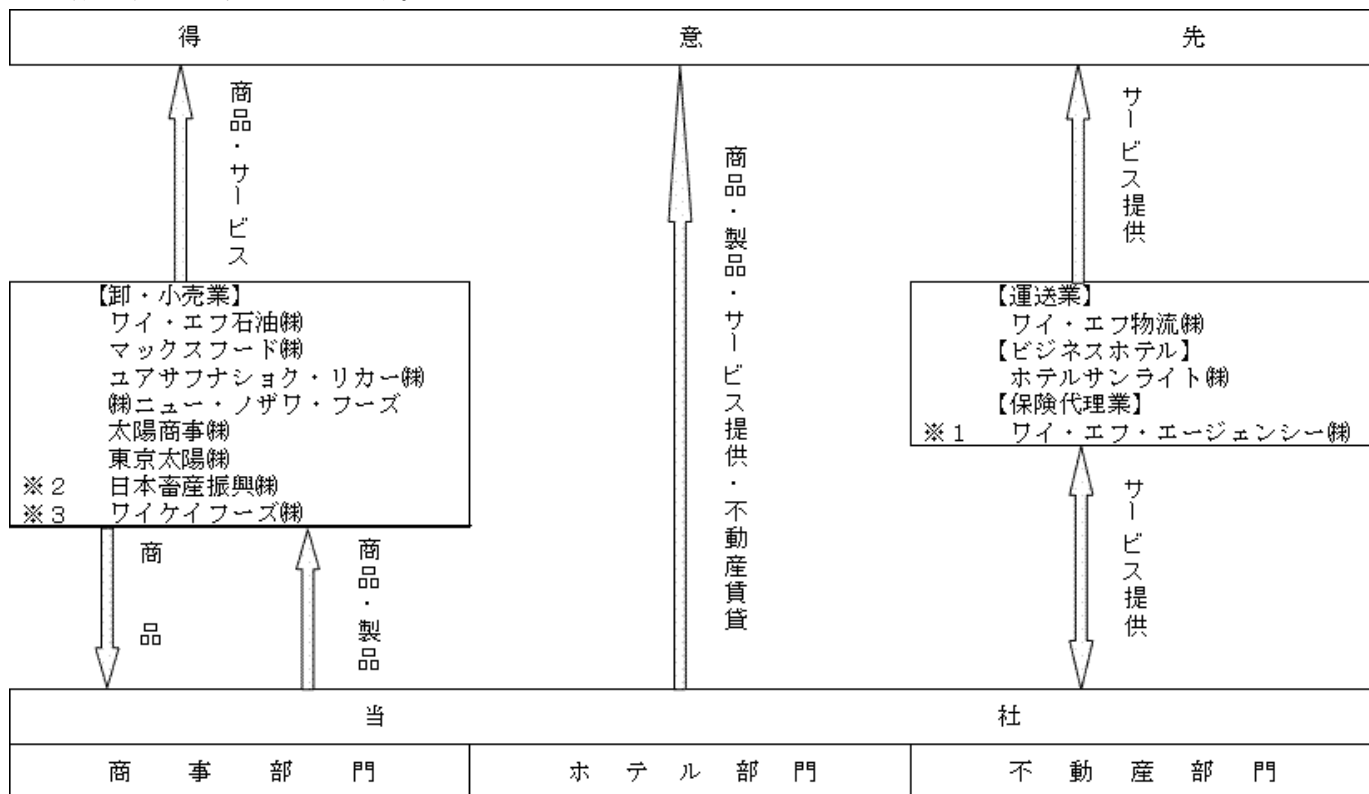 得意先
商品・サービス
商品・製品・サービス提供・不動産賃貸
サービス提供
【卸・小売業】
ワイ・エフ石油㈱
マックスフード㈱
ユアサフナショク・リカー㈱
㈱ニュー・ノザワ・フーズ
太陽商事㈱
東京太陽㈱
※2 日本畜産振興㈱
※3 ワイケイフーズ㈱
【運送業】
ワイ・エフ物流㈱
【ビジネスホテル】
ホテルサンライト㈱
【保険代理業】
※1 ワイ・エフ・エージェンシー㈱
商品
商品・製品
サービス提供
当社
商事部門
ホテル部門
不動産部門